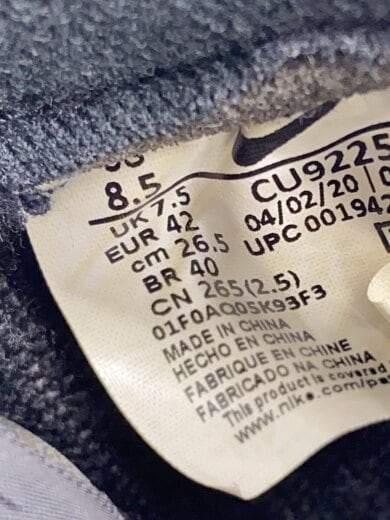 US
8.5
UK 7.5
EUR 42
cm 26.5
BR 40
CN 265(2.5)
01F0AQ0SK93F3
MADE IN CHINA
HECHO EN CHINA
FABRIQUE EN CHINE
FABRICADO NA CHINA
This product is covered
www.nike.com/pa
CU9225
04/02/20
UPC 001942